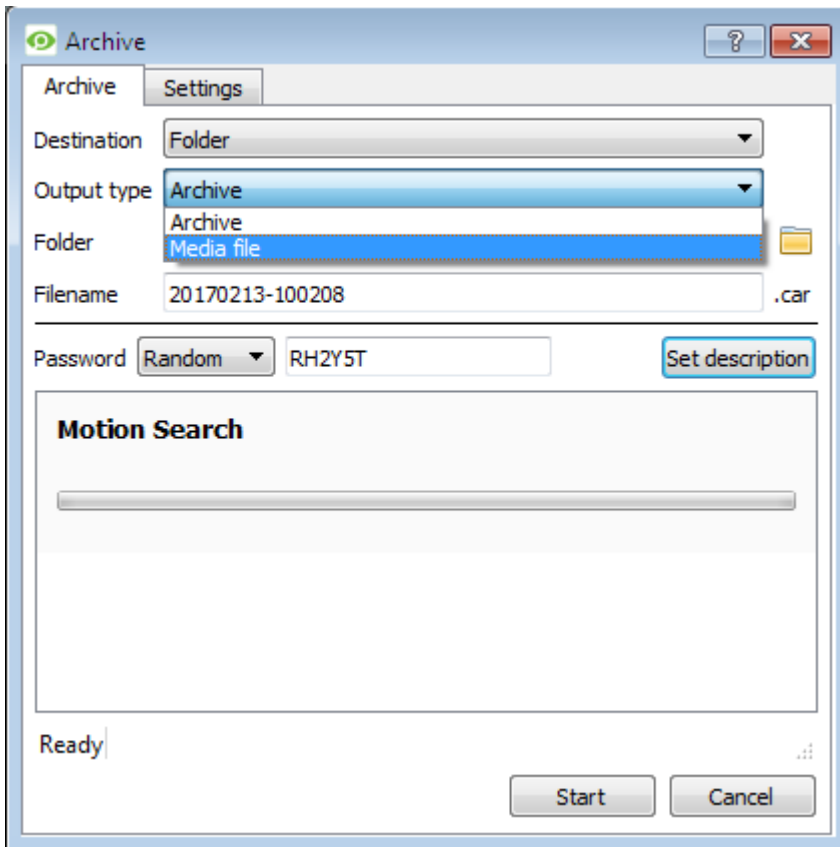 Archive
Archive Settings
Destination Folder
Output type Archive
Archive
Folder Media file
Filename 20170213-100208 .car
Password Random RH2Y5T Set description
Motion Search
Ready
Start Cancel